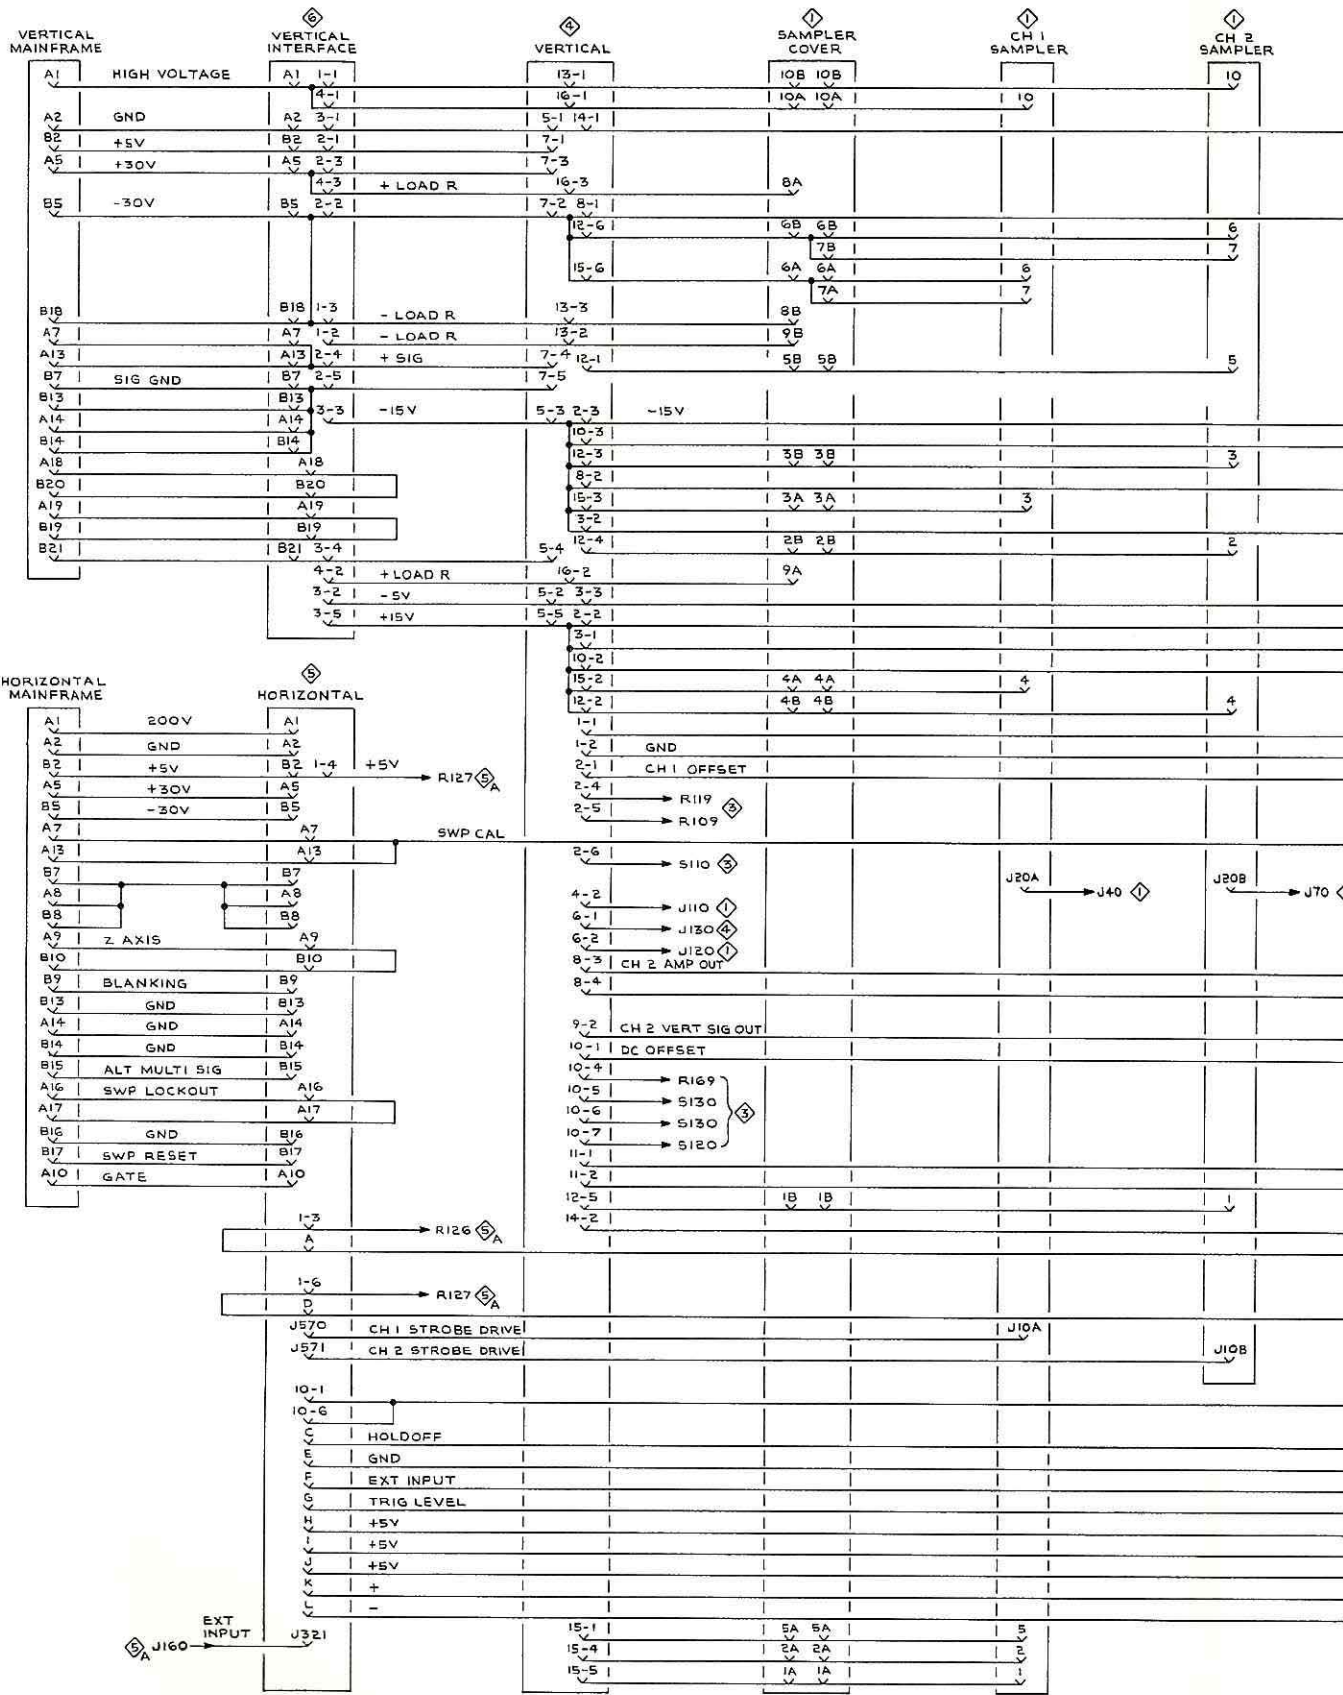 6 4 1 1 1
VERTICAL MAINFRAME VERTICAL INTERFACE VERTICAL SAMPLER COVER CH 1 SAMPLER CH 2 SAMPLER
A1 HIGH VOLTAGE A1 1-1 13-1 10B 10B 10
4-1 16-1 10A 10A 10
A2 GND A2 3-1 5-1 14-1
B2 +5V B2 2-1 7-1
A5 +30V A5 2-3 7-3
4-3 + LOAD R 16-3 8A
B5 -30V B5 2-2 7-2 8-1
12-6 6B 6B 6
7B 7
15-6 6A 6A 6
7A 7
B18 B18 1-3 - LOAD R 13-3 8B
A7 A7 1-2 - LOAD R 13-2 9B
A13 A13 2-4 + SIG 7-4 12-1 5B 5B 5
B7 SIG GND B7 2-5 7-5
B13 B13
A14 A14 3-3 -15V 5-3 2-3 -15V
B14 B14 10-3
A18 A18 12-3 3B 3B 3
B20 B20 8-2
A19 A19 15-3 3A 3A 3
B19 B19 3-2
12-4 2B 2B 2
B21 B21 3-4 5-4
4-2 +LOAD R 16-2 9A
3-2 -5V 5-2 3-3
3-5 +15V 5-5 2-2
3-1
10-2
15-2 4A 4A 4
12-2 4B 4B 4
HORIZONTAL MAINFRAME 5 HORIZONTAL
A1 200V A1 1-1
A2 GND A2 1-2 GND
B2 +5V B2 1-4 +5V R127 5 A 2-1 CH 1 OFFSET
A5 +30V A5 2-4 R119
B5 -30V B5 2-5 R109 3
A7 A7 SWP CAL
A13 A13 2-6 S110 3
B7 B7 J20A J40 1 J20B J70
A8 A8 4-2 J110 1
B8 B8 6-1 J130 4
A9 Z AXIS A9 6-2 J120 1
B10 B10 8-3 CH 2 AMP OUT
B9 BLANKING B9 8-4
B13 GND B13
A14 GND A14 9-2 CH 2 VERT SIG OUT
B14 GND B14 10-1 DC OFFSET
B15 ALT MULTI SIG B15 10-4 R169
A16 SWP LOCKOUT A16 10-5 S130
A17 A17 10-6 S130 3
B16 GND B16 10-7 S120
B17 SWP RESET B17 11-1
A10 GATE A10 11-2
12-5 1B 1B 1
1-3 R126 5 A 14-2
A
1-6 R127 5 A
D
J570 CH 1 STROBE DRIVE J10A
J571 CH 2 STROBE DRIVE J10B
10-1
10-6
C HOLDOFF
E GND
F EXT INPUT
G TRIG LEVEL
H +5V
I +5V
J +5V
K +
L -
5 A J160 EXT INPUT J321 15-1 5A 5A 5
15-4 2A 2A 2
15-5 1A 1A 1